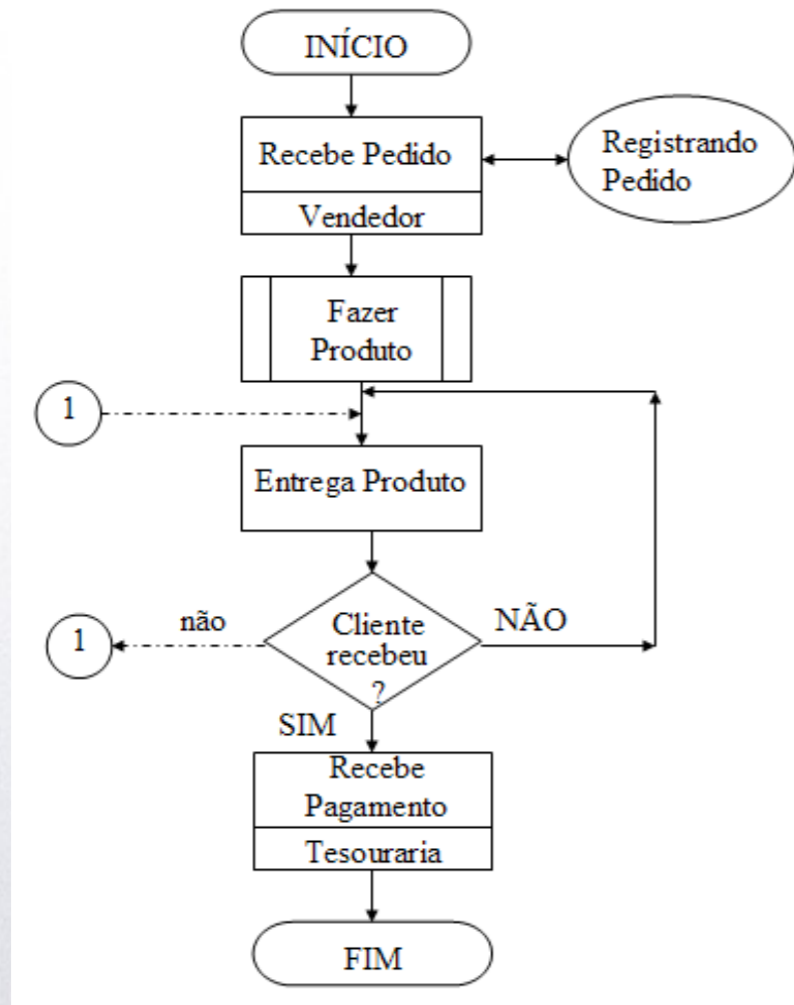 INÍCIO
Recebe Pedido
Vendedor
Registrando
Pedido
Fazer
Produto
1
Entrega Produto
1
não
Cliente
recebeu
?
NÃO
SIM
Recebe
Pagamento
Tesouraria
FIM